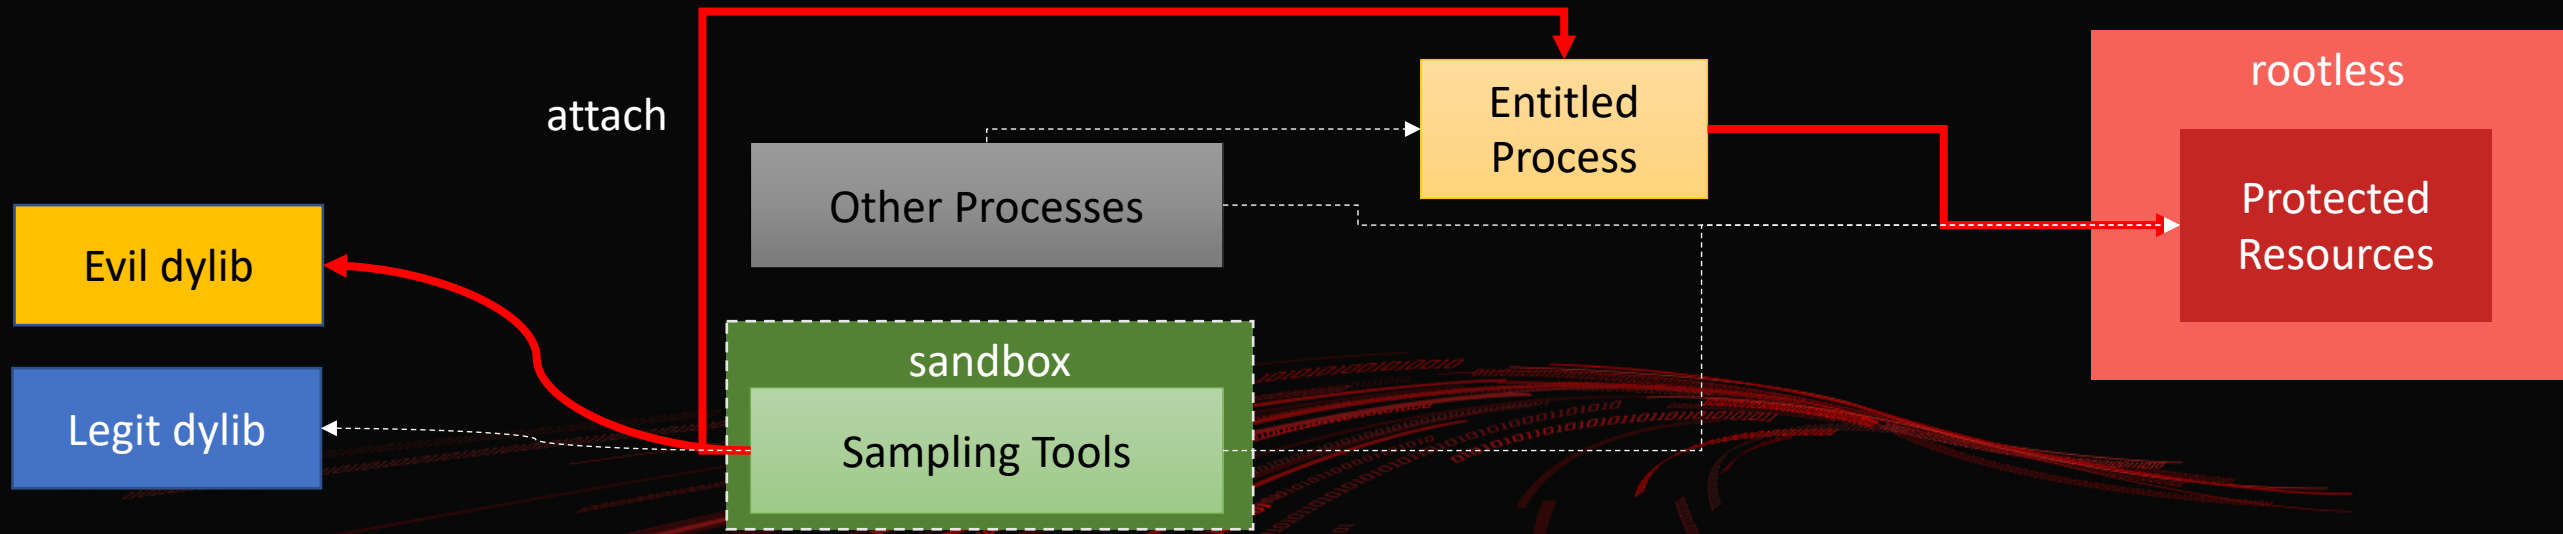 attach
Entitled
Process
rootless
Other Processes
Protected
Resources
Evil dylib
sandbox
Legit dylib
Sampling Tools